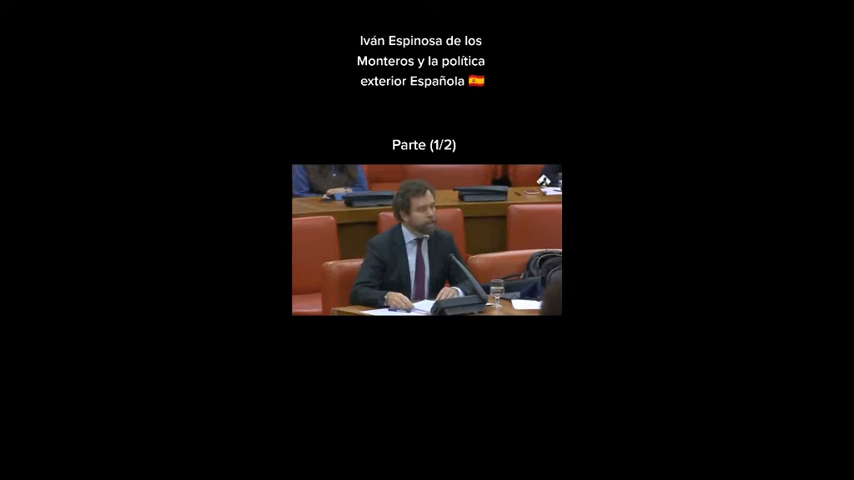 Iván Espinosa de los
Monteros y la política
exterior Española 🇪🇸
Parte (1/2)